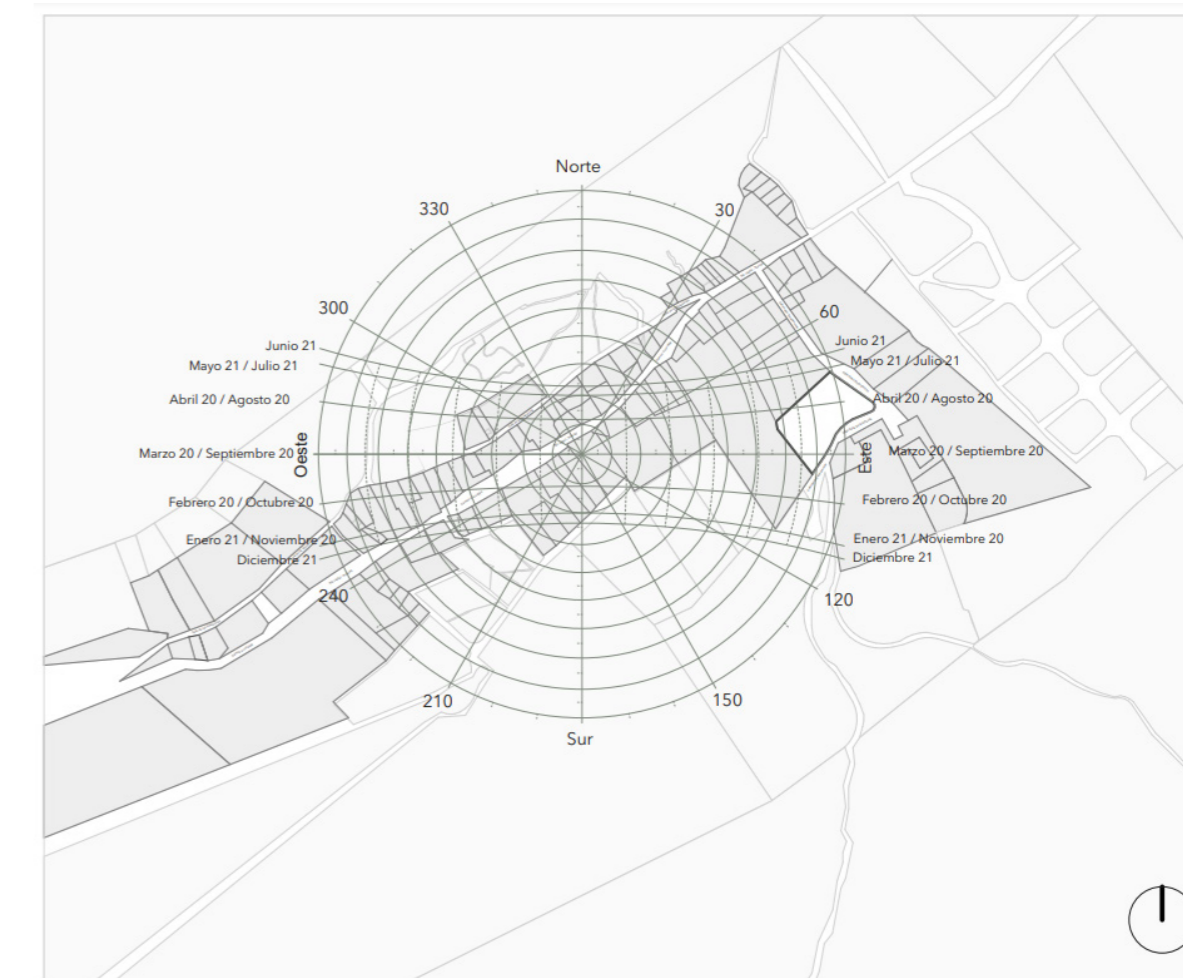 Norte
330
30
300
60
Junio 21
Junio 21
Mayo 21 / Julio 21
Mayo 21 / Julio 21
Abril 20 / Agosto 20
Abril 20 / Agosto 20
Oeste
Marzo 20 / Septiembre 20
Este
Marzo 20 / Septiembre 20
Febrero 20 / Octubre 20
Febrero 20 / Octubre 20
Enero 21 / Noviembre 20
Enero 21 / Noviembre 20
Diciembre 21
Diciembre 21
240
120
210
150
Sur